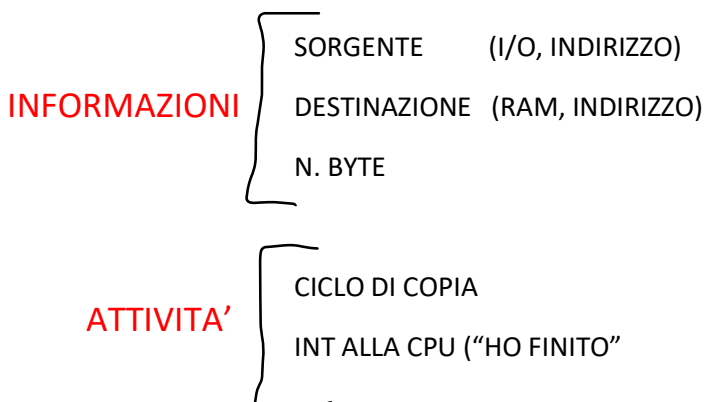 SORGENTE (I/O, INDIRIZZO)
INFORMAZIONI
DESTINAZIONE (RAM, INDIRIZZO)
N. BYTE
CICLO DI COPIA
ATTIVITA’
INT ALLA CPU (“HO FINITO”